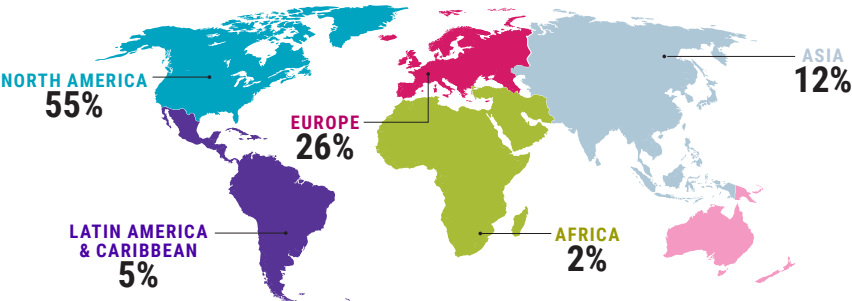 NORTH AMERICA
55%
EUROPE
26%
ASIA
12%
LATIN AMERICA
& CARIBBEAN
5%
AFRICA
2%